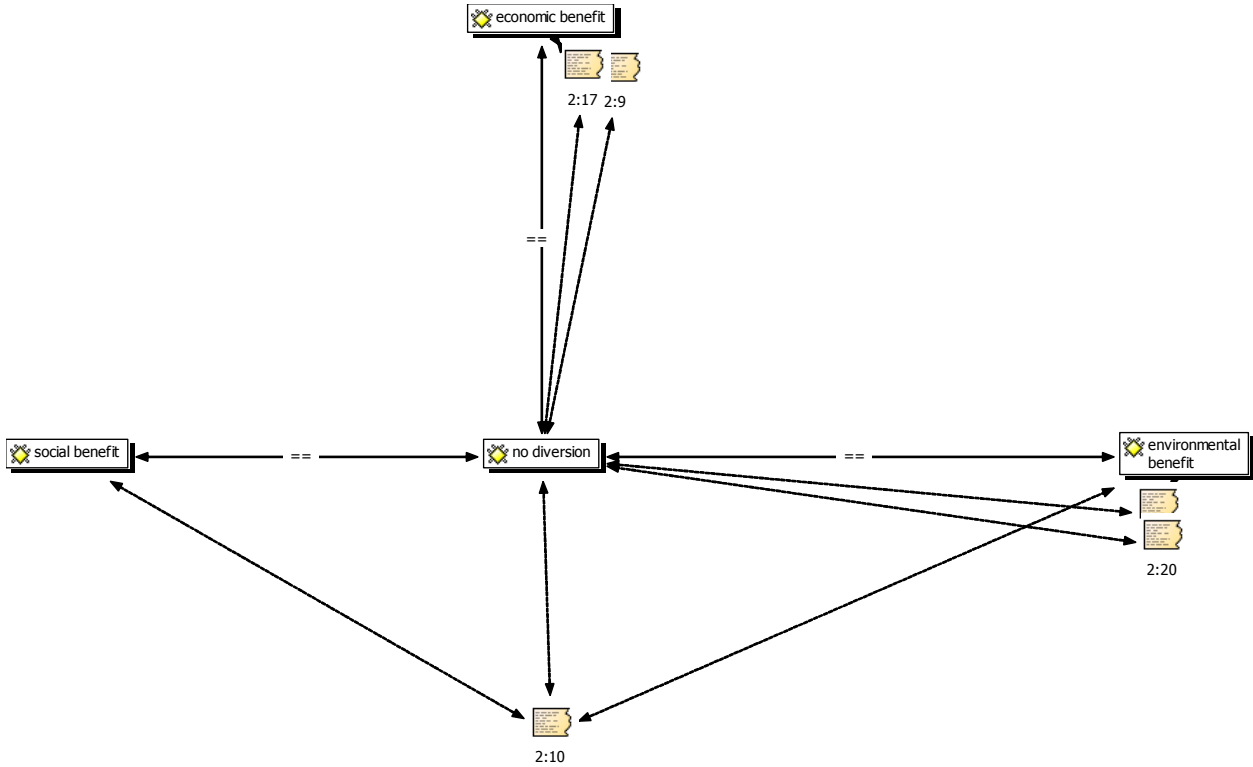 economic benefit
2:17 2:9
==
social benefit
==
no diversion
==
environmental
benefit
2:20
2:10